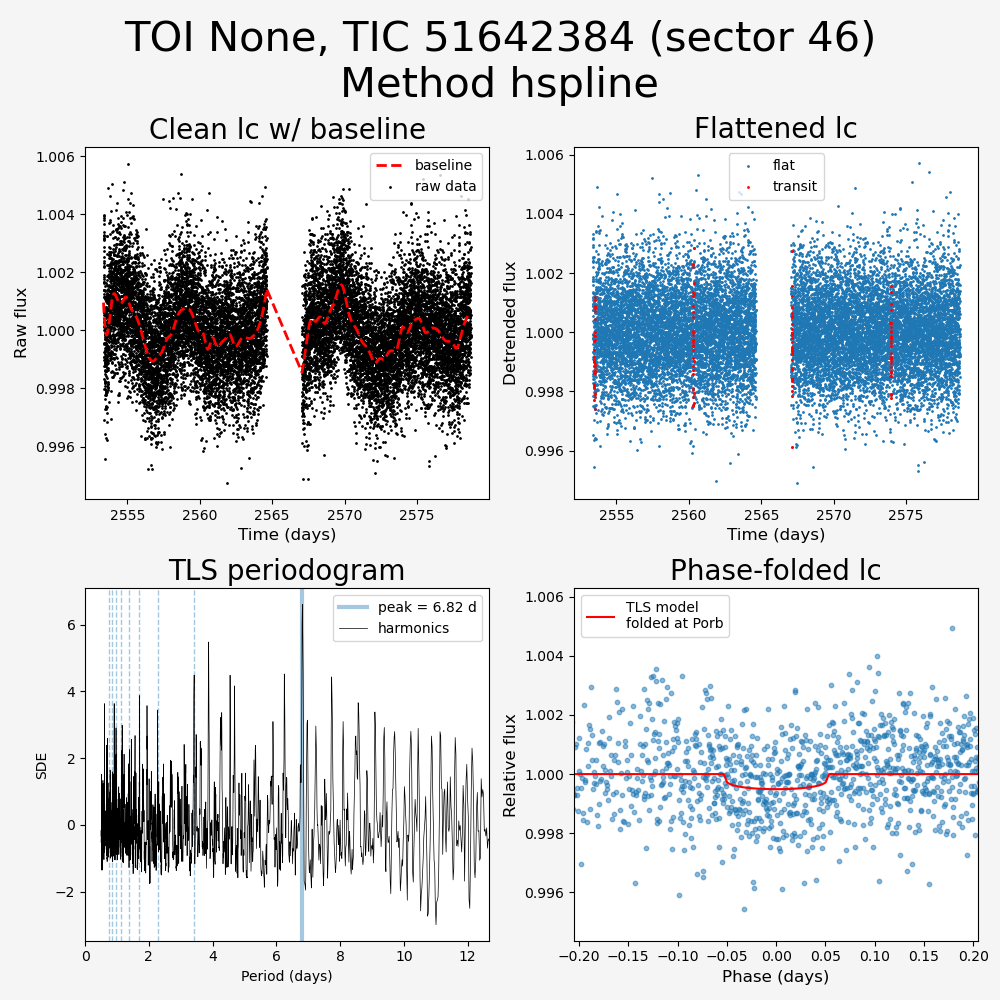 TOI None, TIC 51642384 (sector 46)
Method hspline
Clean lc w/ baseline
1.006
1.004
1.002
1.000
0.998
0.996
Raw flux
baseline
raw data
2555
2560
2565
2570
2575
Time (days)
Flattened lc
1.006
1.004
1.002
1.000
0.998
0.996
Detrended flux
flat
transit
2555
2560
2565
2570
2575
Time (days)
TLS periodogram
6
4
2
0
−2
SDE
peak = 6.82 d
harmonics
0
2
4
6
8
10
12
Period (days)
Phase-folded lc
1.006
1.004
1.002
1.000
0.998
0.996
Relative flux
TLS model
folded at Porb
−0.20
−0.15
−0.10
−0.05
0.00
0.05
0.10
0.15
0.20
Phase (days)